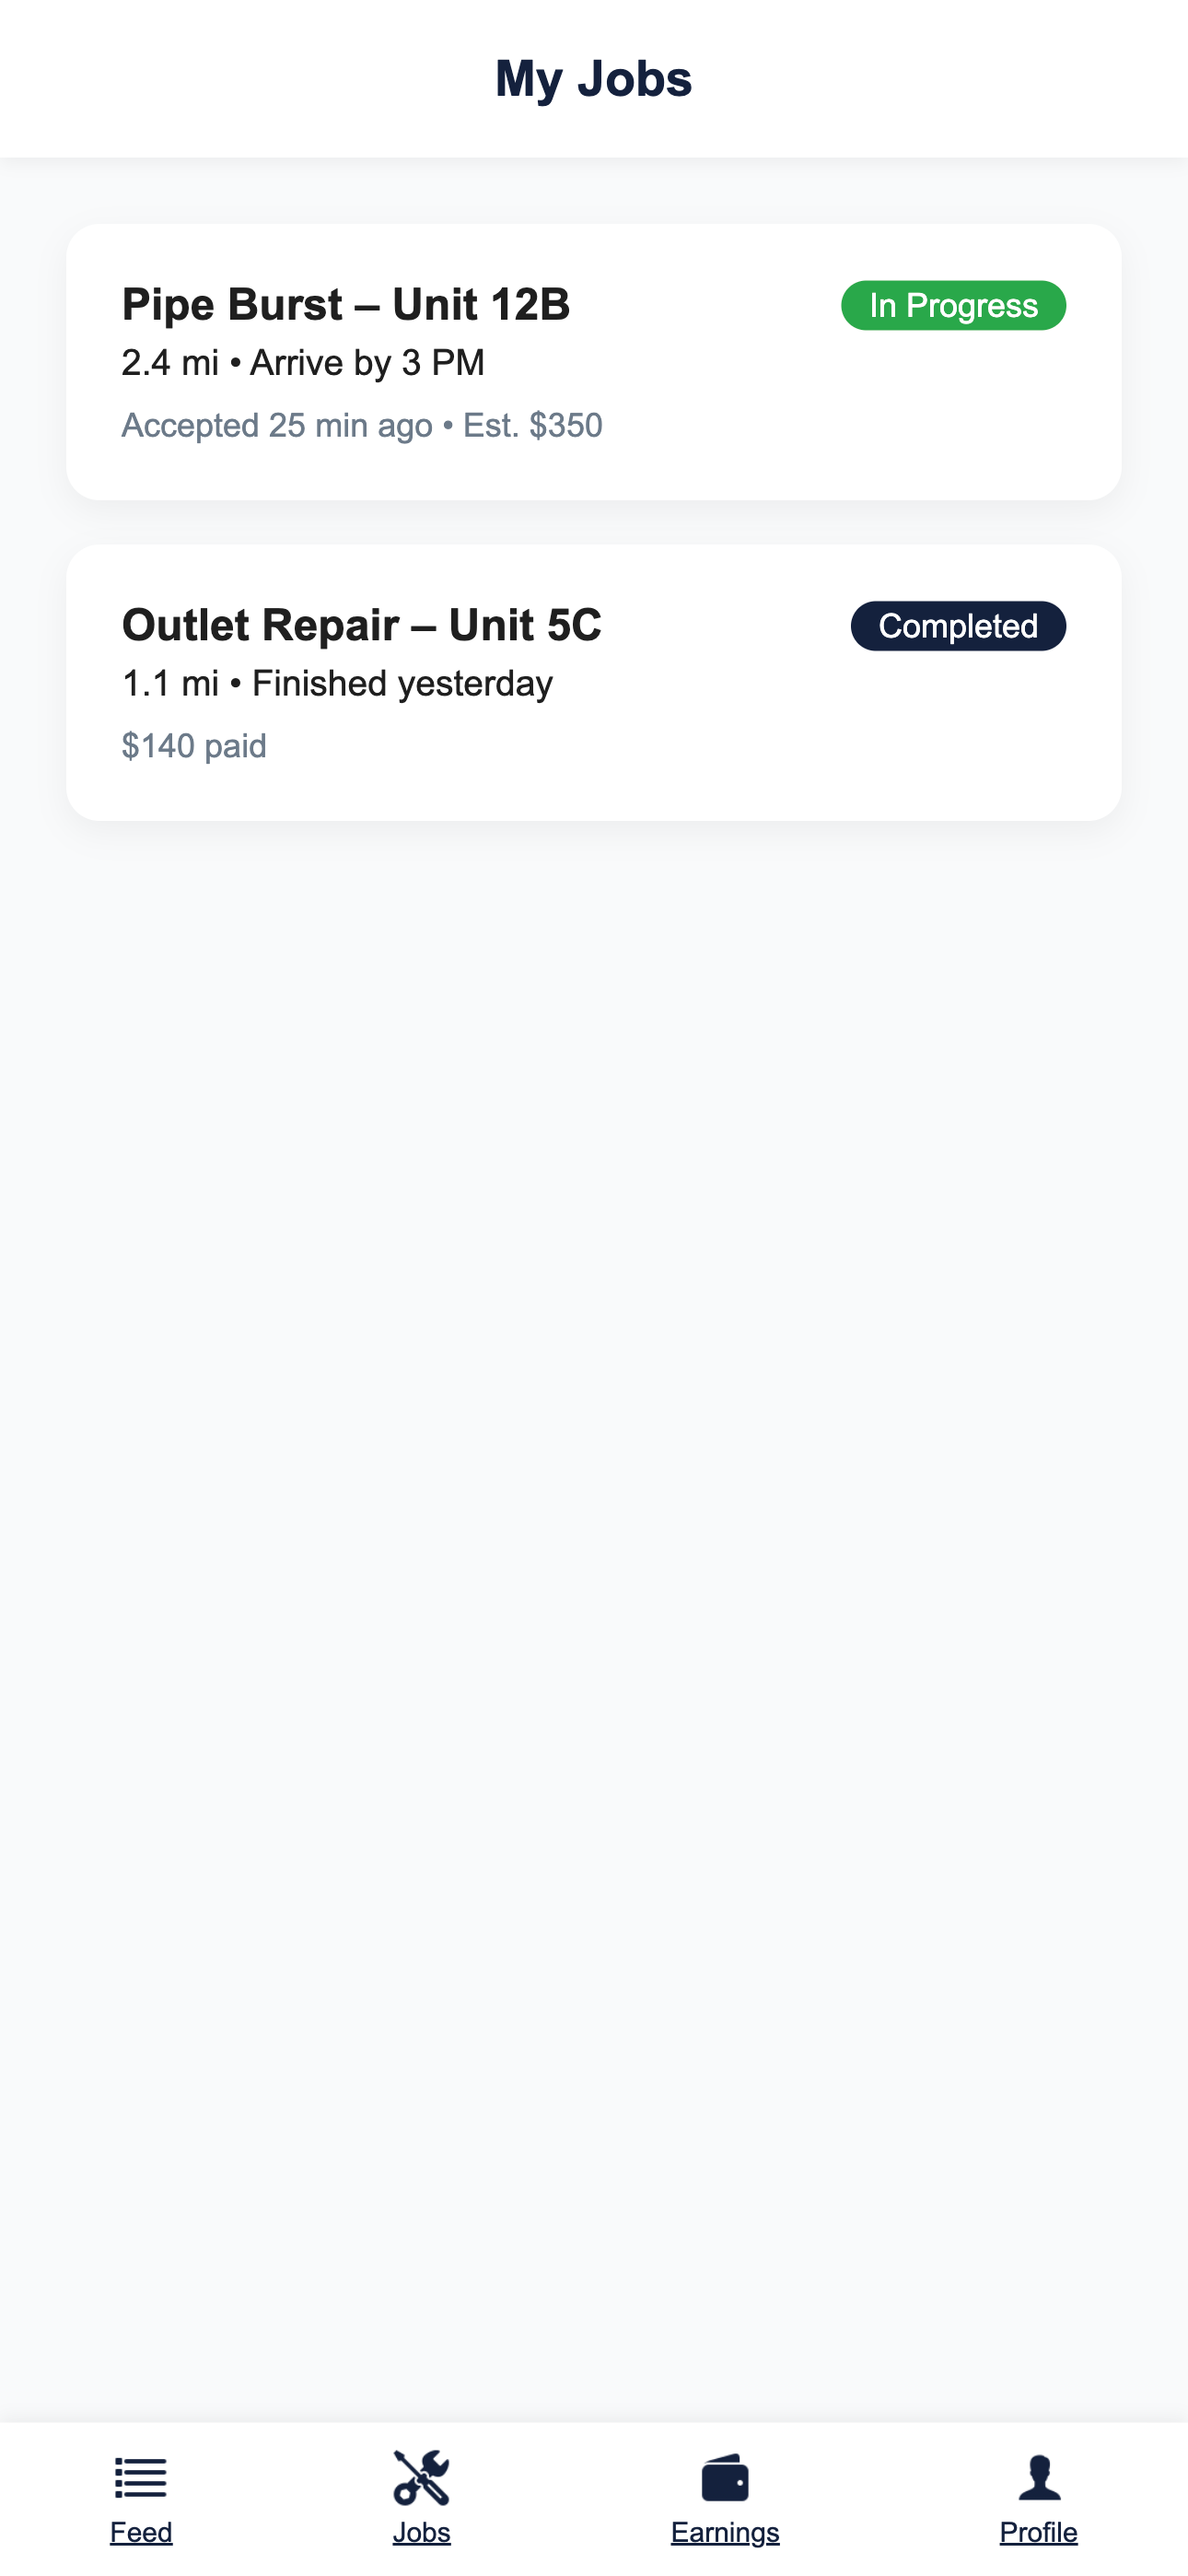 My Jobs
Pipe Burst – Unit 12B
In Progress
2.4 mi • Arrive by 3 PM
Accepted 25 min ago • Est. $350
Outlet Repair – Unit 5C
Completed
1.1 mi • Finished yesterday
$140 paid
Feed
Jobs
Earnings
Profile